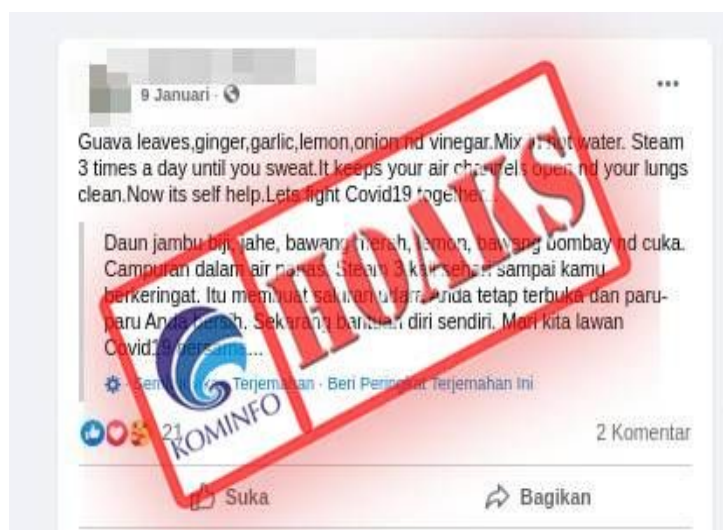 9 Januari ·
Guava leaves,ginger,garlic,lemon,onion nd vinegar.Mix in hot water. Steam
3 times a day until you sweat.It keeps your air channels open nd your lungs
clean.Now its self help.Lets fight Covid19 together...
Daun jambu biji, jahe, bawang merah, lemon, bawang bombay nd cuka.
Campuran dalam air panas. Steam 3 kali sehari sampai kamu
berkeringat. Itu membuat saluran udara Anda tetap terbuka dan paru-
paru Anda bersih. Sekarang bantuan diri sendiri. Mari kita lawan
Covid19 bersama...
Terjemahan · Beri Peringkat Terjemahan Ini
HOAKS
KOMINFO
21
2 Komentar
Suka
Bagikan